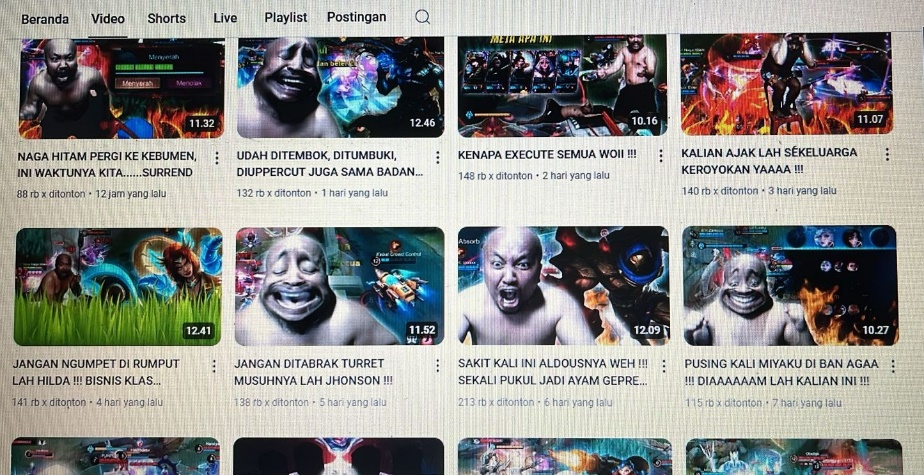 Beranda Video Shorts Live Playlist Postingan
Menyerah
Menyerah Menolak
META APA INI
11.32
12.46
10.16
11.07
NAGA HITAM PERGI KE KEBUMEN,
INI WAKTUNYA KITA......SURREND
88 rb x ditonton • 12 jam yang lalu
UDAH DITEMBOK, DITUMBUKI,
DIUPPERCUT JUGA SAMA BADAN...
132 rb x ditonton • 1 hari yang lalu
KENAPA EXECUTE SEMUA WOII !!!
148 rb x ditonton • 2 hari yang lalu
KALIAN AJAK LAH SEKELUARGA
KEROYOKAN YAAAA !!!
140 rb x ditonton • 3 hari yang lalu
Absorb
12.41
11.52
12.09
10.27
JANGAN NGUMPET DI RUMPUT
LAH HILDA !!! BISNIS KLAS...
141 rb x ditonton • 4 hari yang lalu
JANGAN DITABRAK TURRET
MUSUHNYA LAH JHONSON !!!
138 rb x ditonton • 5 hari yang lalu
SAKIT KALI INI ALDOUSNYA WEH !!!
SEKALI PUKUL JADI AYAM GEPRE...
213 rb x ditonton • 6 hari yang lalu
PUSING KALI MIYAKU DI BAN AGAA
!!! DIAAAAAAM LAH KALIAN INI !!!
115 rb x ditonton • 7 hari yang lalu